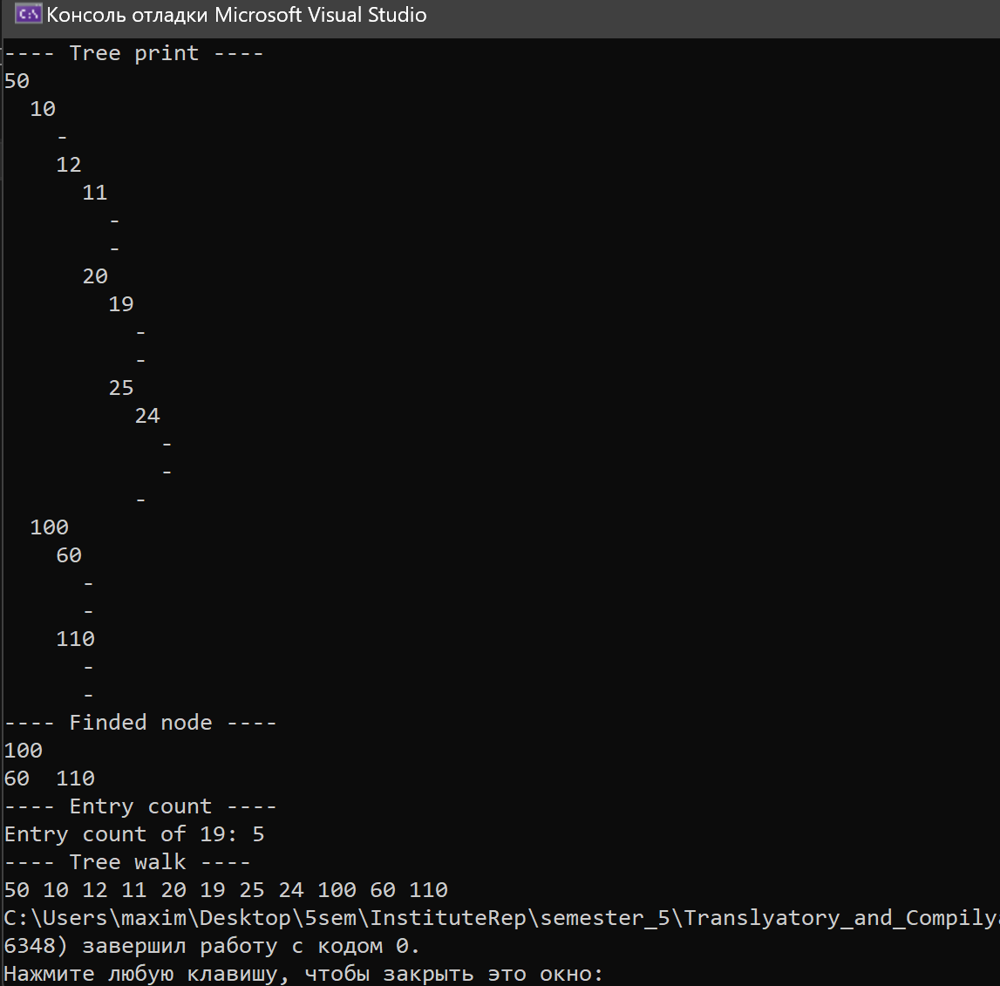 Консоль отладки Microsoft Visual Studio
---- Tree print ----
50
  10
    -
    12
      11
        -
        -
      20
        19
          -
          -
        25
          24
            -
            -
          -
  100
    60
      -
      -
    110
      -
      -
---- Finded node ----
100
60  110
---- Entry count ----
Entry count of 19: 5
---- Tree walk ----
50 10 12 11 20 19 25 24 100 60 110
C:\Users\maxim\Desktop\5sem\InstituteRep\semester_5\Translyatory_and_Compily
6348) завершил работу с кодом 0.
Нажмите любую клавишу, чтобы закрыть это окно: